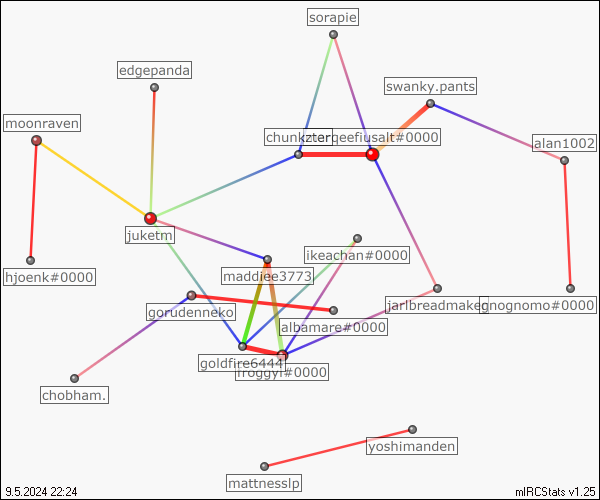 sorapie
edgepanda
swanky.pants
moonraven
chunkzter
qeefiusalt#0000
alan1002
juketm
ikeachan#0000
hjoenk#0000
maddiee3773
jarlbreadmake
gnognomo#0000
gorudenneko
albamare#0000
goldfire6444
froggyl#0000
chobham.
yoshimanden
mattnesslp
9.5.2024 22:24
mIRCStats v1.25